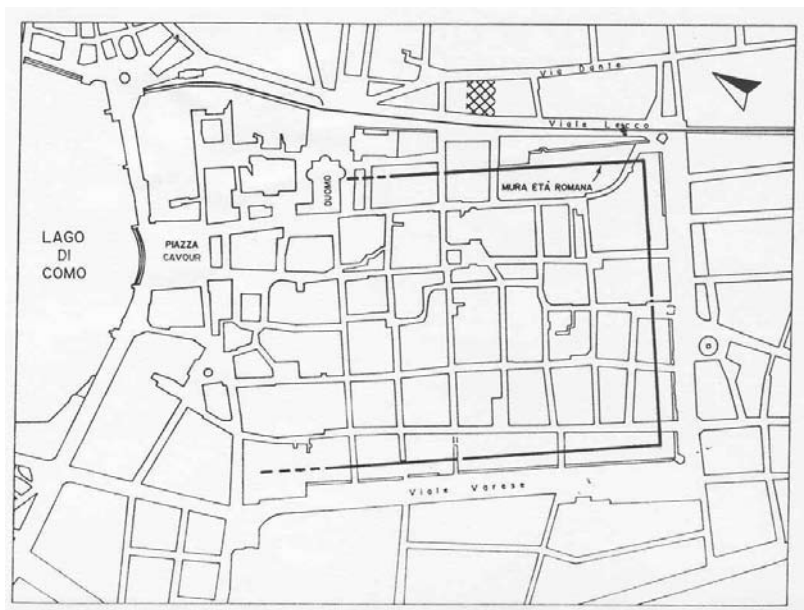 Via Dante
Viale Lecco
DUOMO
MURA ETÀ ROMANA
LAGO
DI
COMO
PIAZZA
CAVOUR
Viale Varese